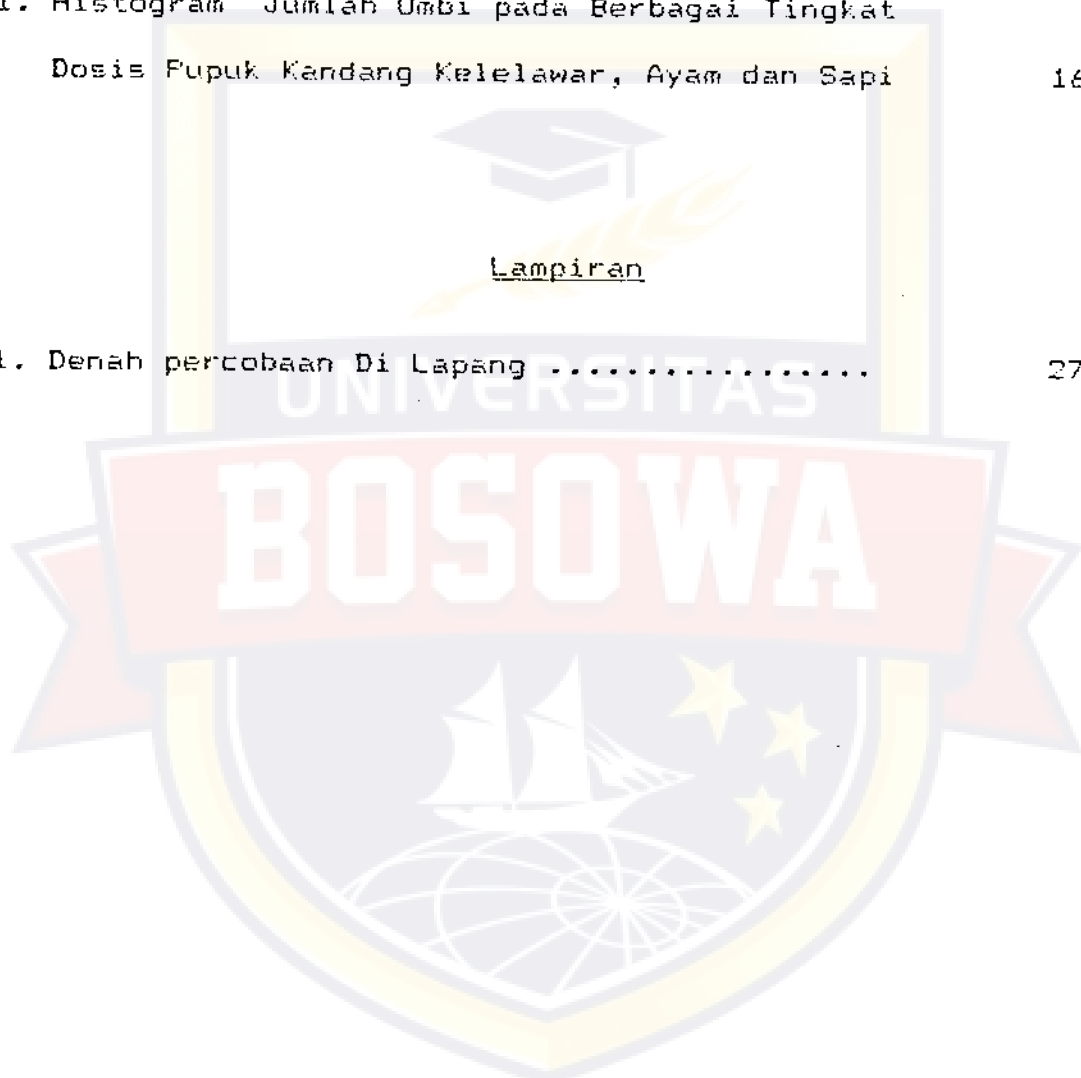 1. Histogram Jumlah Umbi pada Berbagai Tingkat
Dosis Pupuk Kandang Kelelawar, Ayam dan Sapi 16
Lampiran
1. Denah percobaan Di Lapang ................. 27
UNIVERSITAS
BOSOWA